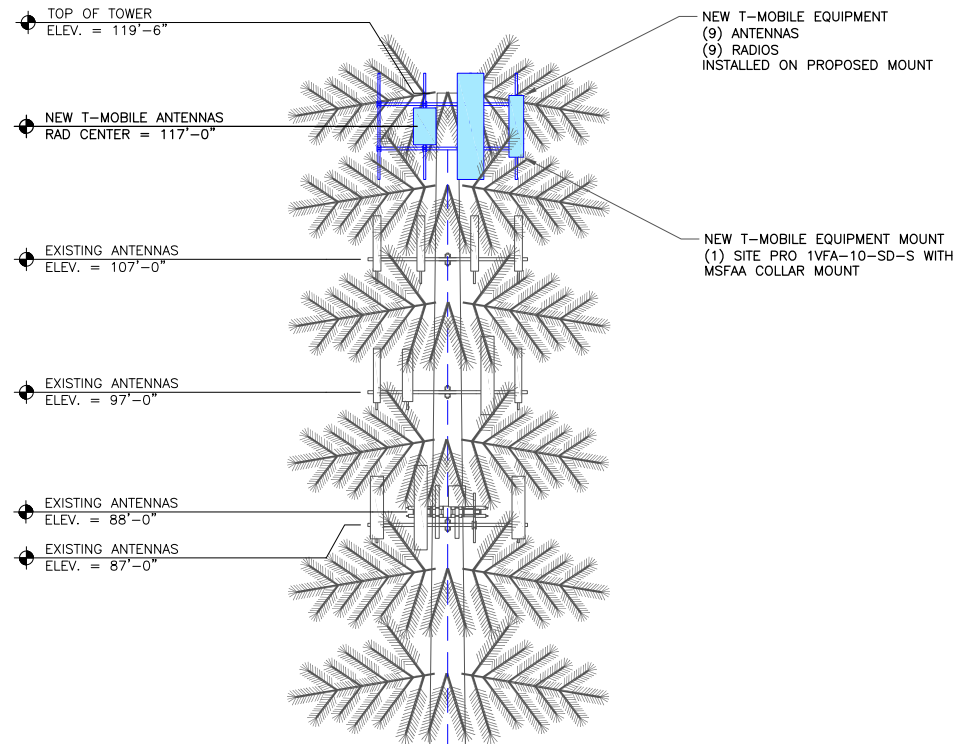 TOP OF TOWER
ELEV. = 119'-6"
NEW T-MOBILE EQUIPMENT
(9) ANTENNAS
(9) RADIOS
INSTALLED ON PROPOSED MOUNT
NEW T-MOBILE ANTENNAS
RAD CENTER = 117'-0"
NEW T-MOBILE EQUIPMENT MOUNT
(1) SITE PRO 1VFA-10-SD-S WITH
MSFAA COLLAR MOUNT
EXISTING ANTENNAS
ELEV. = 107'-0"
EXISTING ANTENNAS
ELEV. = 97'-0"
EXISTING ANTENNAS
ELEV. = 88'-0"
EXISTING ANTENNAS
ELEV. = 87'-0"